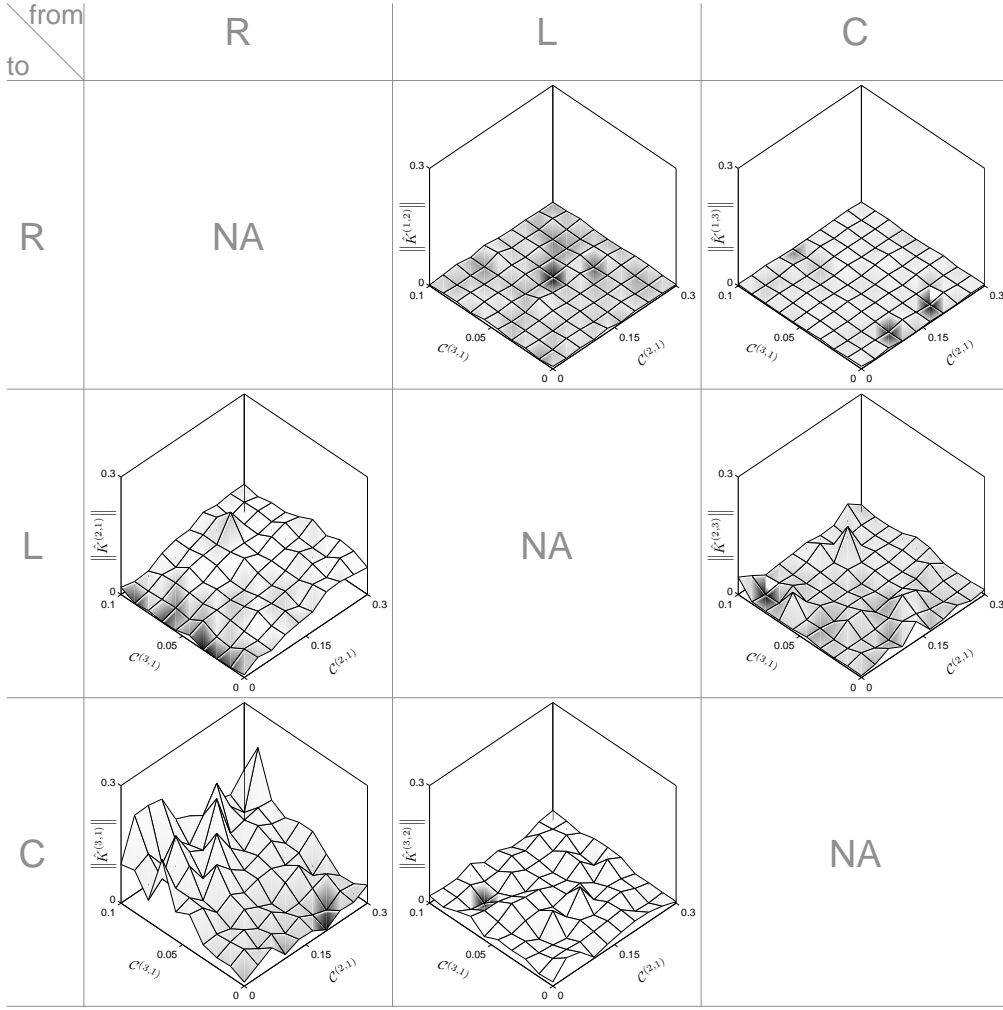 from R L C
to
R NA
0.3
‖K̂^(1,2)‖
0
0.1
0.05
C^(3,1)
0 0
C^(2,1)
0.15
0.3
0.3
‖K̂^(1,3)‖
0
0.1
0.05
C^(3,1)
0 0
C^(2,1)
0.15
0.3
L
0.3
‖K̂^(2,1)‖
0
0.1
0.05
C^(3,1)
0 0
C^(2,1)
0.15
0.3
NA
0.3
‖K̂^(2,3)‖
0
0.1
0.05
C^(3,1)
0 0
C^(2,1)
0.15
0.3
C
0.3
‖K̂^(3,1)‖
0
0.1
0.05
C^(3,1)
0 0
C^(2,1)
0.15
0.3
0.3
‖K̂^(3,2)‖
0
0.1
0.05
C^(3,1)
0 0
C^(2,1)
0.15
0.3
NA